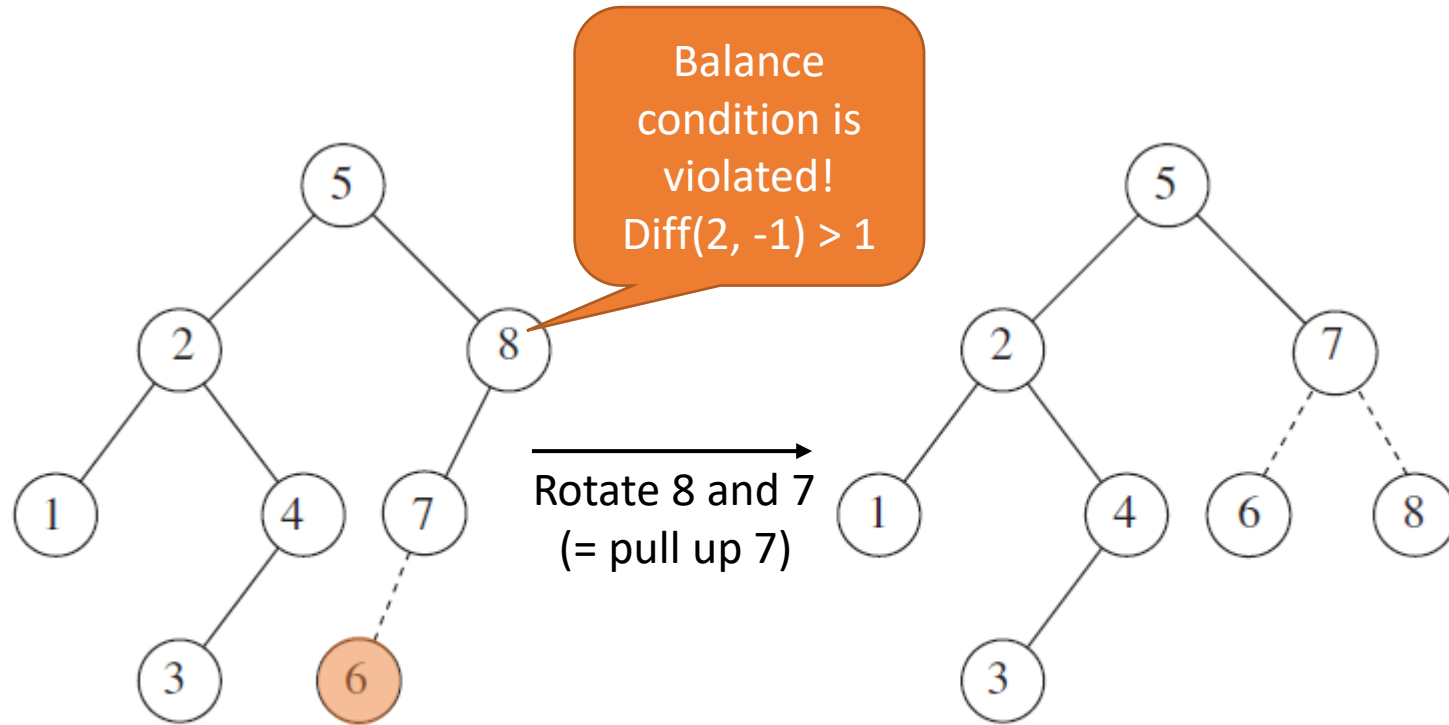 Balance
condition is
violated!
Diff(2, -1) > 1
5
2
8
1
4
7
3
6
Rotate 8 and 7
(= pull up 7)
5
2
7
1
4
6
8
3